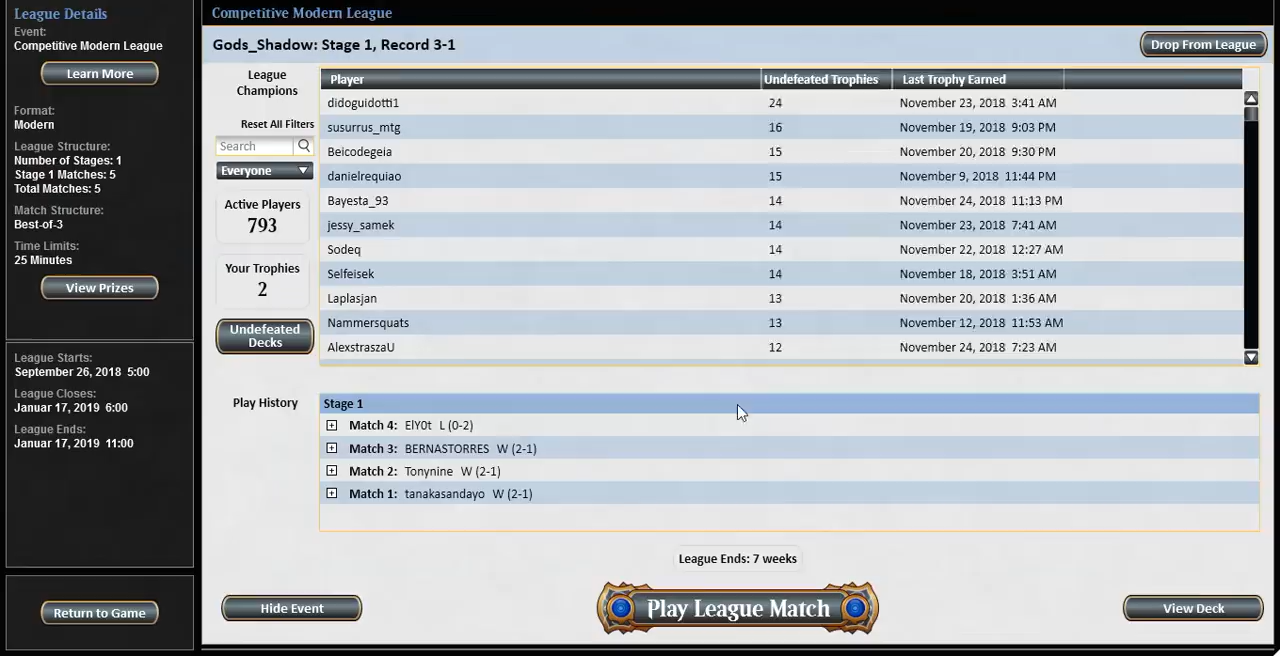 League Details
Event:
Competitive Modern League
Learn More
Format:
Modern
League Structure:
Number of Stages: 1
Stage 1 Matches: 5
Total Matches: 5
Match Structure:
Best-of-3
Time Limits:
25 Minutes
View Prizes
League Starts:
September 26, 2018 5:00
League Closes:
Januar 17, 2019 6:00
League Ends:
Januar 17, 2019 11:00
Return to Game
Competitive Modern League
Gods_Shadow: Stage 1, Record 3-1
Drop From League
League
Champions
Reset All Filters
Search
Everyone
Active Players
793
Your Trophies
2
Undefeated
Decks
Player Undefeated Trophies Last Trophy Earned
didoguidotti1 24 November 23, 2018 3:41 AM
susurrus_mtg 16 November 19, 2018 9:03 PM
Beicodegeia 15 November 20, 2018 9:30 PM
danielrequiao 15 November 9, 2018 11:44 PM
Bayesta_93 14 November 24, 2018 11:13 PM
jessy_samek 14 November 23, 2018 7:41 AM
Sodeq 14 November 22, 2018 12:27 AM
Selfeisek 14 November 18, 2018 3:51 AM
Laplasjan 13 November 20, 2018 1:36 AM
Nammersquats 13 November 12, 2018 11:53 AM
AlexstraszaU 12 November 24, 2018 7:23 AM
Play History
Stage 1
Match 4: ElY0t L (0-2)
Match 3: BERNASTORRES W (2-1)
Match 2: Tonynine W (2-1)
Match 1: tanakasandayo W (2-1)
League Ends: 7 weeks
Hide Event
Play League Match
View Deck